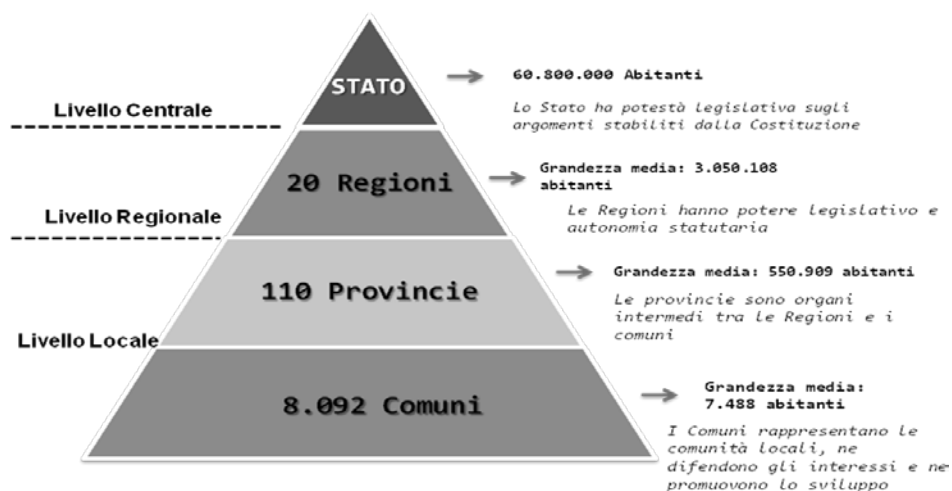 STATO
60.800.000 Abitanti
Lo Stato ha potestà legislativa sugli
argomenti stabiliti dalla Costituzione
Livello Centrale
20 Regioni
Grandezza media: 3.050.108
abitanti
Le Regioni hanno potere legislativo e
autonomia statutaria
Livello Regionale
110 Provincie
Grandezza media: 550.909 abitanti
Le provincie sono organi
intermedi tra le Regioni e i
comuni
Livello Locale
8.092 Comuni
Grandezza media:
7.488 abitanti
I Comuni rappresentano le
comunità locali, ne
difendono gli interessi e ne
promuovono lo sviluppo